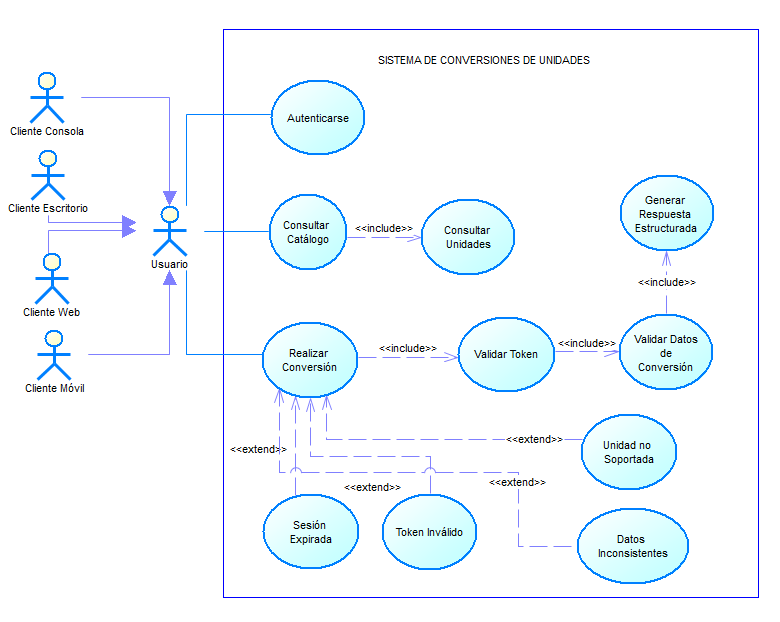 SISTEMA DE CONVERSIONES DE UNIDADES
Cliente Consola
Autenticarse
Cliente Escritorio
Usuario
Consultar
Catálogo
<<include>>
Consultar
Unidades
Generar
Respuesta
Estructurada
<<include>>
Cliente Web
Cliente Móvil
Realizar
Conversión
<<include>>
Validar Token
<<include>>
Validar Datos
de
Conversión
<<extend>>
<<extend>>
Unidad no
Soportada
<<extend>>
<<extend>>
Sesión
Expirada
Token Inválido
Datos
Inconsistentes